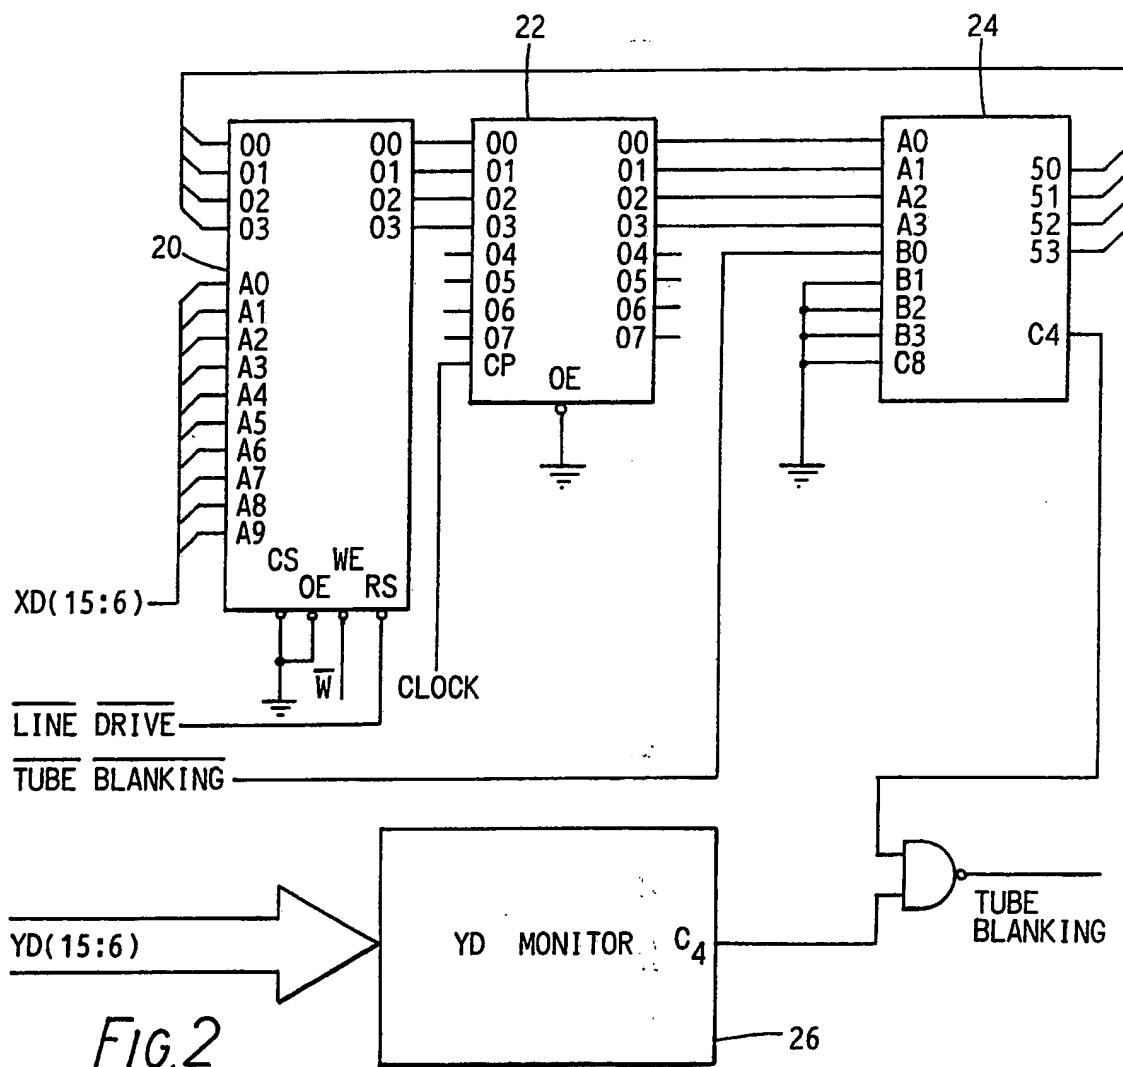 22
24
00 00
01 01
02 02
03 03
20
A0
A1
A2
A3
A4
A5
A6
A7
A8
A9
CS WE
OE RS
00 00
01 01
02 02
03 03
04 04
05 05
06 06
07 07
CP
OE
A0
A1
A2
A3
B0
B1
B2
B3
C8
50
51
52
53
C4
XD(15:6)
W CLOCK
LINE DRIVE
TUBE BLANKING
YD(15:6)
YD MONITOR C4
TUBE
BLANKING
26
FIG.2